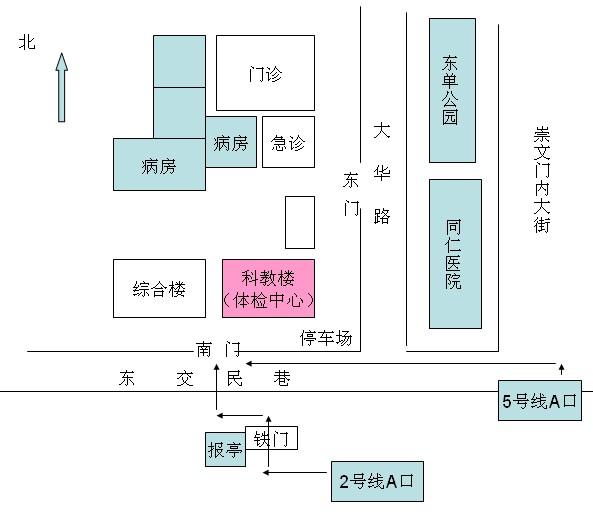 北
门诊
病房
急诊
病房
东门
大华路
东单公园
同仁医院
崇文门内大街
综合楼
科教楼
（体检中心）
停车场
南门
东交民巷
5号线A口
铁门
报亭
2号线A口